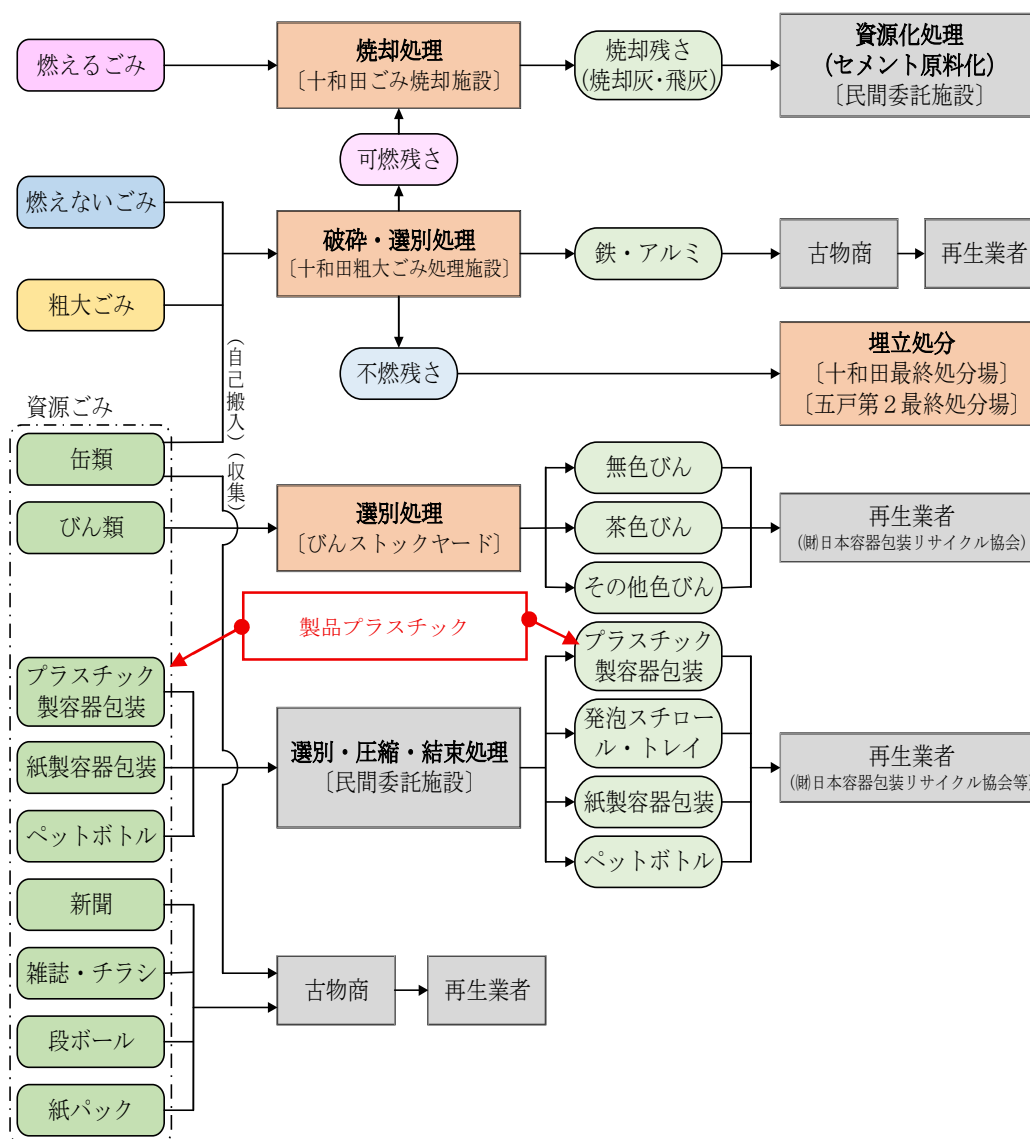 燃えるごみ
焼却処理
〔十和田ごみ焼却施設〕
焼却残さ
(焼却灰・飛灰)
資源化処理
(セメント原料化)
〔民間委託施設〕
可燃残さ
燃えないごみ
破砕・選別処理
〔十和田粗大ごみ処理施設〕
鉄・アルミ
古物商
再生業者
粗大ごみ
(自己搬入)
不燃残さ
埋立処分
〔十和田最終処分場〕
〔五戸第2最終処分場〕
資源ごみ
缶類
(収集)
びん類
選別処理
〔びんストックヤード〕
無色びん
茶色びん
その他色びん
再生業者
(㈶日本容器包装リサイクル協会)
製品プラスチック
プラスチック
製容器包装
紙製容器包装
ペットボトル
選別・圧縮・結束処理
〔民間委託施設〕
プラスチック
製容器包装
発泡スチロー
ル・トレイ
紙製容器包装
ペットボトル
再生業者
(㈶日本容器包装リサイクル協会等)
新聞
雑誌・チラシ
段ボール
紙パック
古物商
再生業者